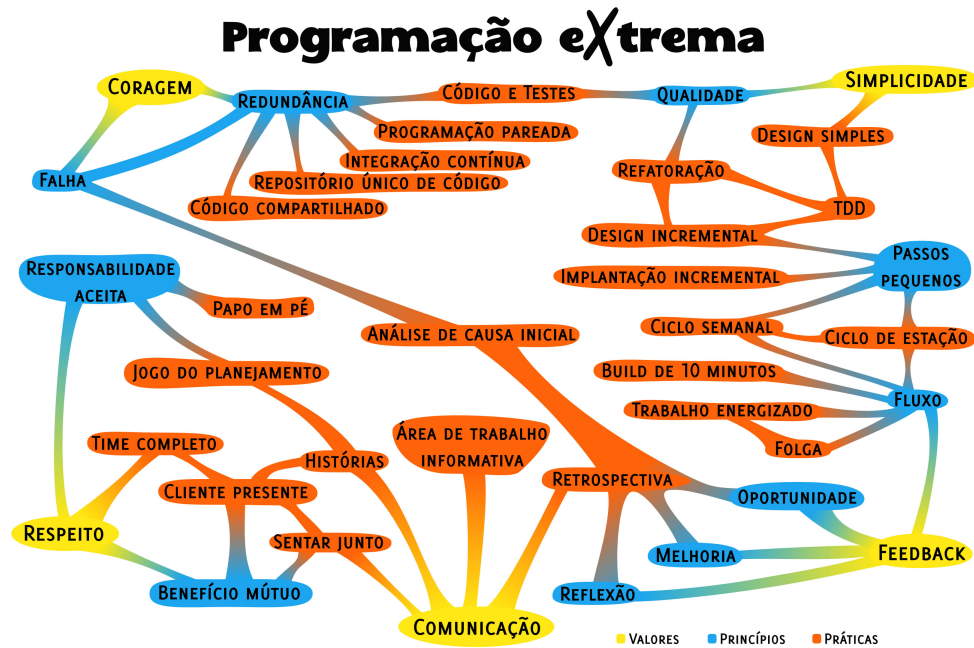 Programação eXtrema
Coragem
Redundância
Código e Testes
Qualidade
Simplicidade
Programação pareada
Design simples
Integração contínua
Refatoração
Falha
Repositório único de código
Código compartilhado
TDD
Design incremental
Passos
pequenos
Responsabilidade
aceita
Implantação incremental
Papo em pé
Análise de causa inicial
Ciclo semanal
Ciclo de estação
Jogo do planejamento
Build de 10 minutos
Fluxo
Trabalho energizado
Time completo
Área de trabalho
informativa
Folga
Histórias
Cliente presente
Retrospectiva
Oportunidade
Respeito
Sentar junto
Melhoria
Feedback
Benefício mútuo
Reflexão
Comunicação
Valores
Princípios
Práticas